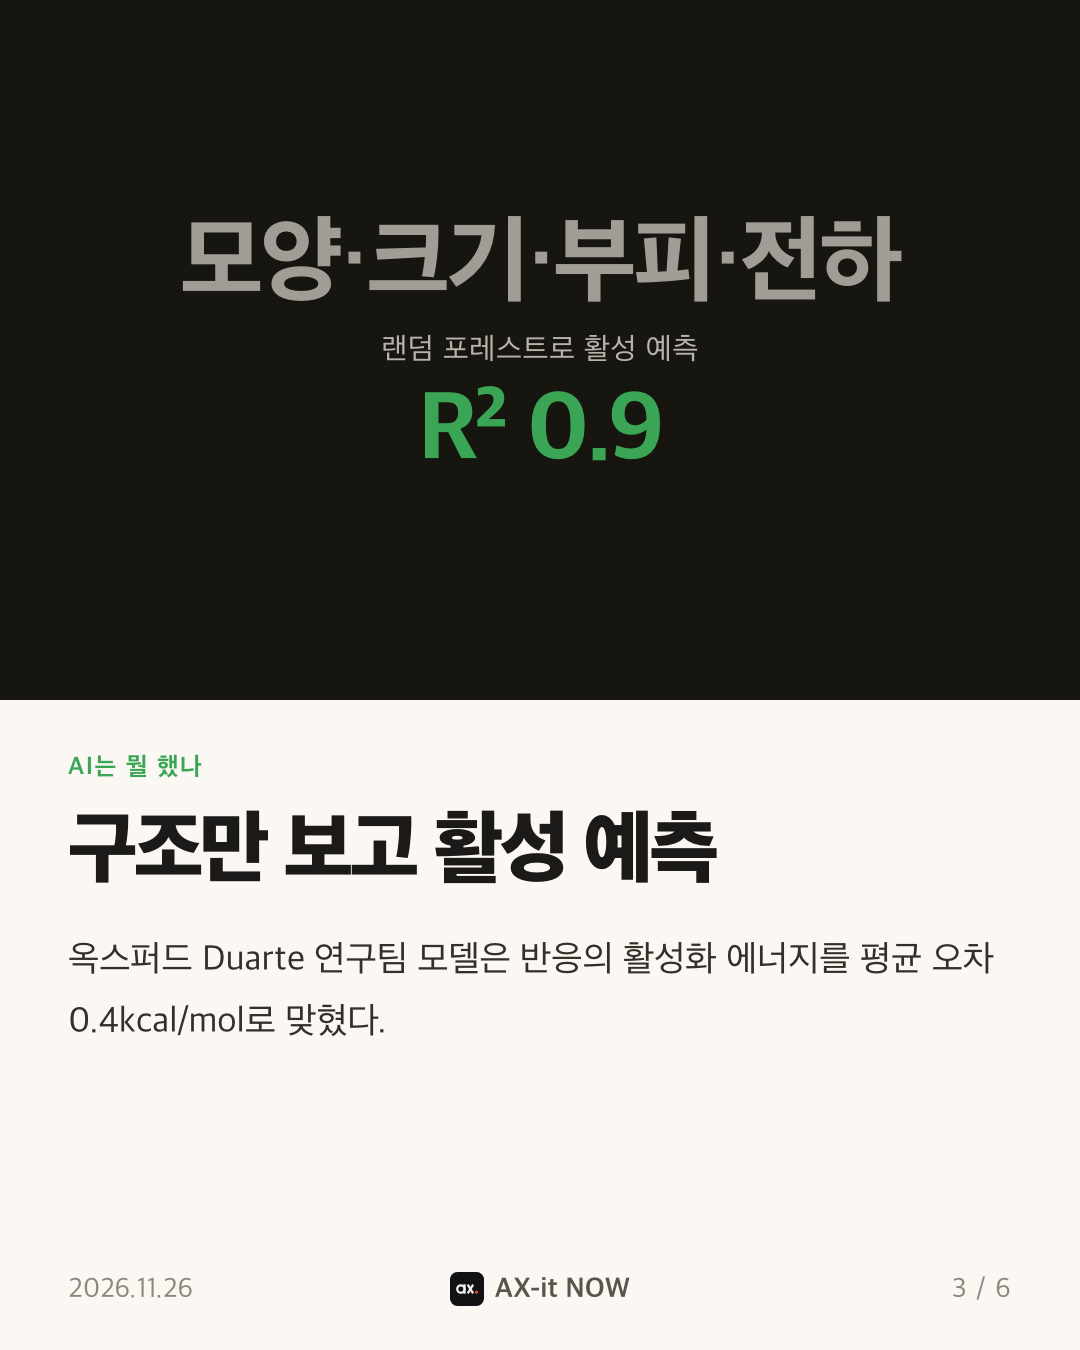 모양·크기·부피·전하
랜덤 포레스트로 활성 예측
R² 0.9
AI는 뭘 했나
구조만 보고 활성 예측
옥스퍼드 Duarte 연구팀 모델은 반응의 활성화 에너지를 평균 오차
0.4kcal/mol로 맞혔다.
2026.11.26
ax. AX-it NOW
3 / 6